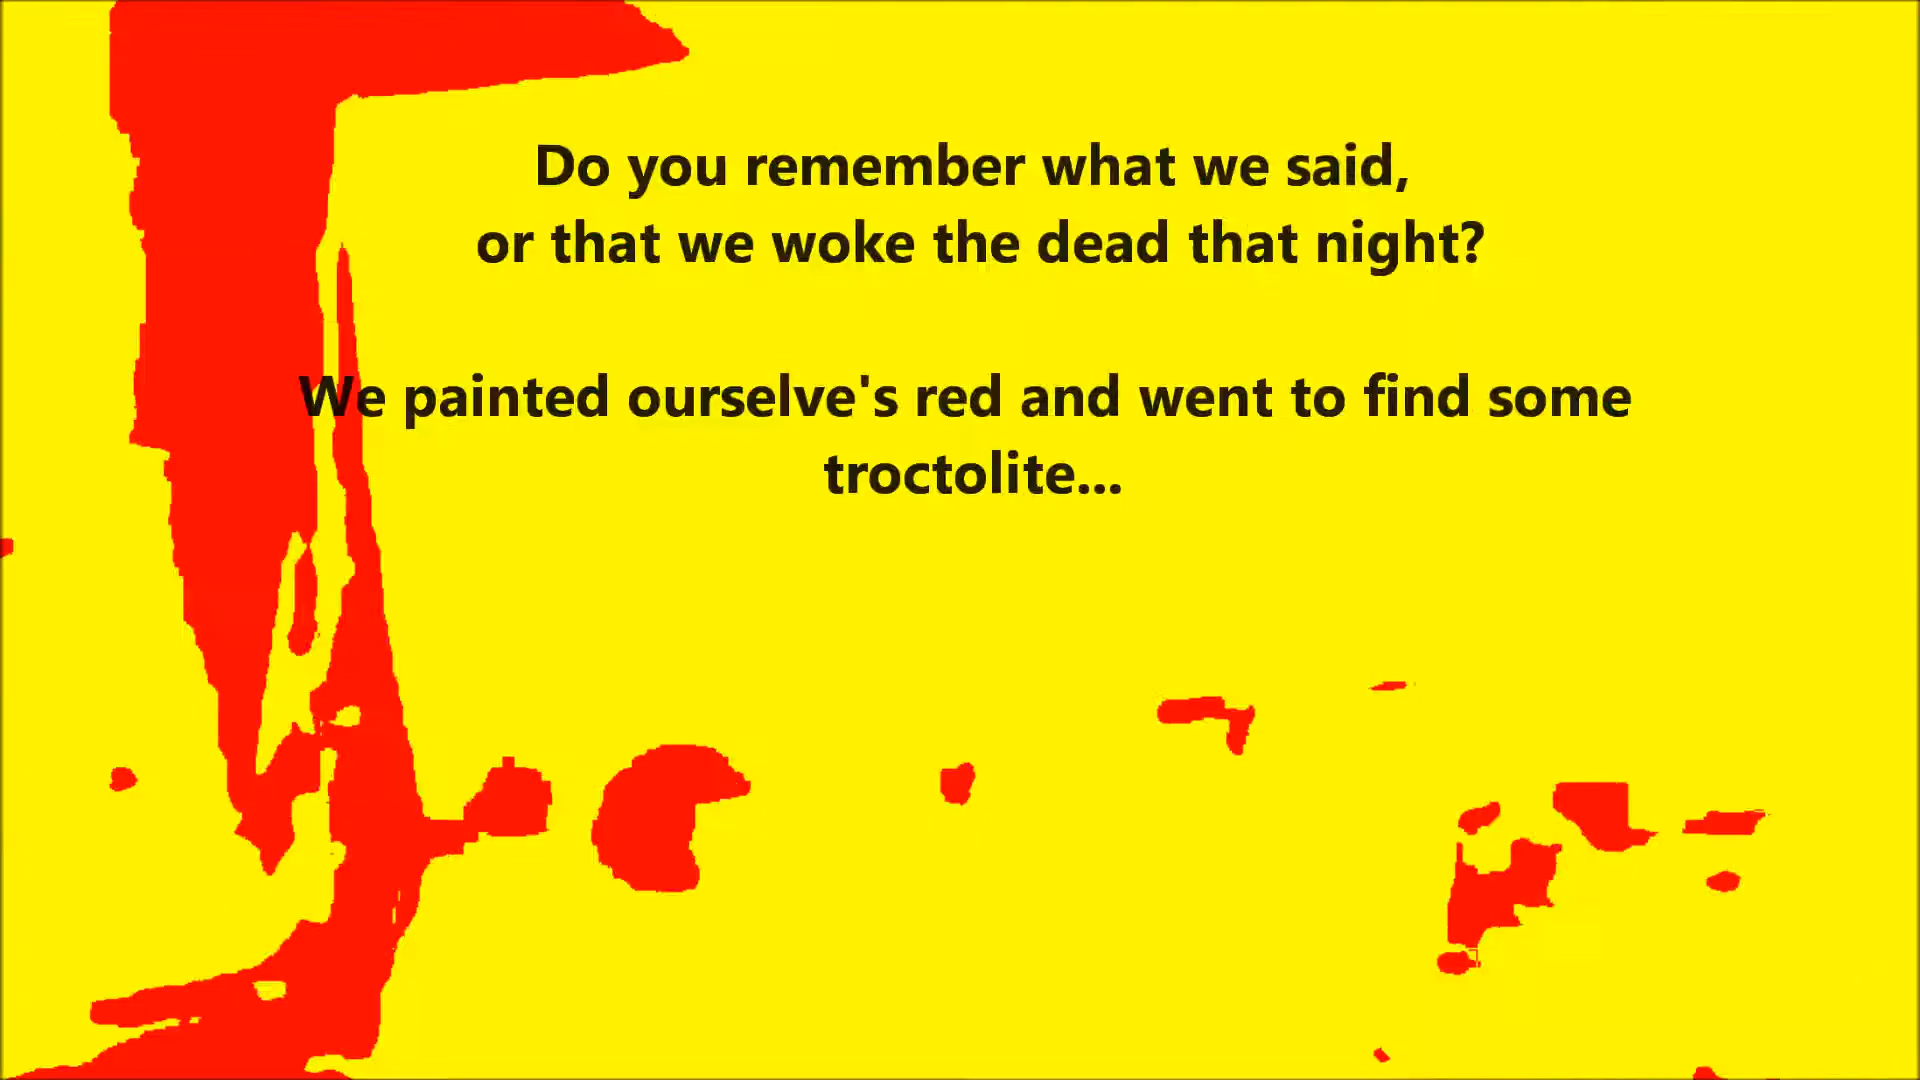 Do you remember what we said,
or that we woke the dead that night?
We painted ourselve's red and went to find some
troctolite...